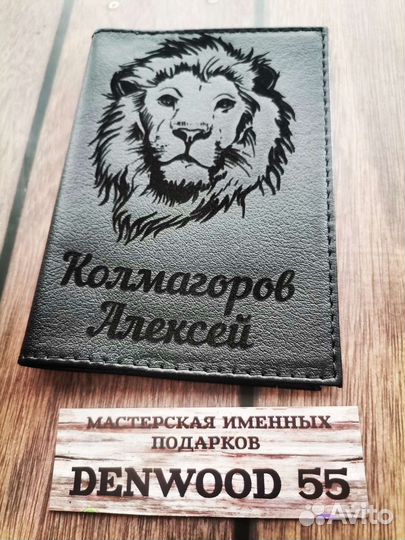 Колмагоров
Алексей
МАСТЕРСКАЯ ИМЕННЫХ
ПОДАРКОВ
DENWOOD 55
Avito